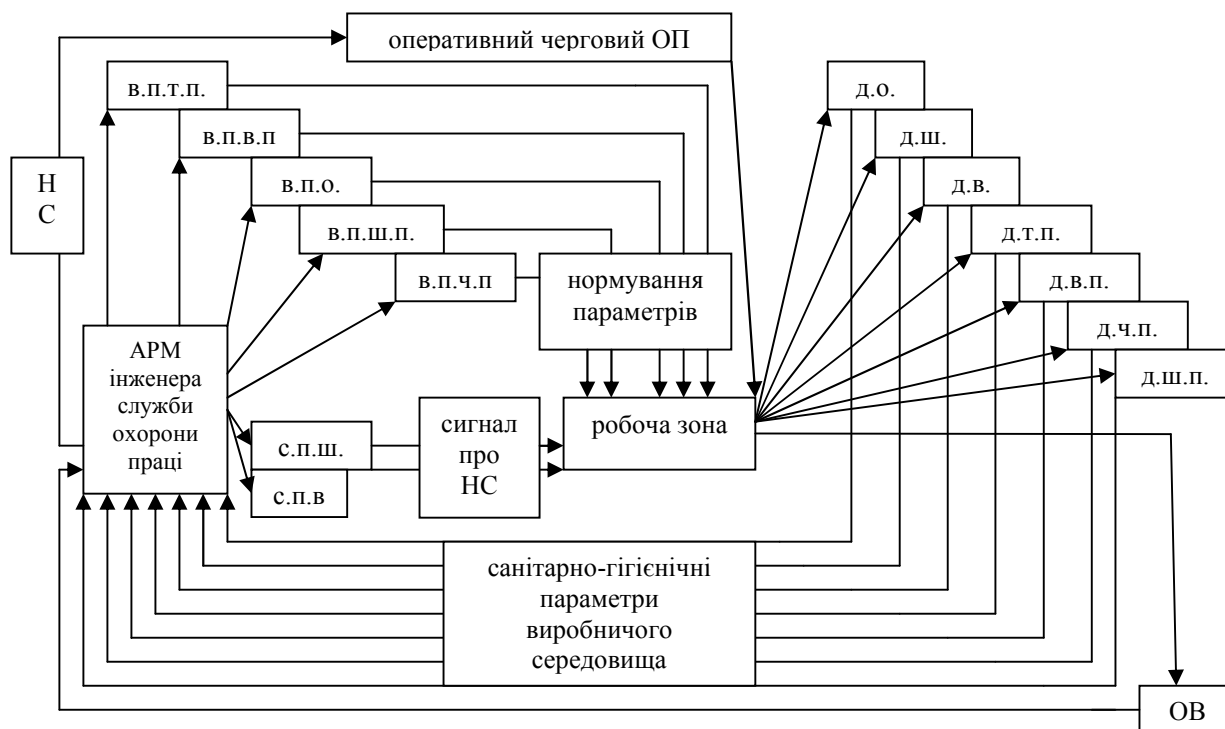 оперативний черговий ОП
в.п.т.п.
д.о.
в.п.в.п
д.ш.
Н
С
в.п.о.
д.в.
в.п.ш.п.
д.т.п.
в.п.ч.п
нормування
параметрів
д.в.п.
д.ч.п.
АРМ
інженера
служби
охорони
праці
д.ш.п.
с.п.ш.
с.п.в
сигнал
про
НС
робоча зона
санітарно-гігієнічні
параметри
виробничого
середовища
ОВ